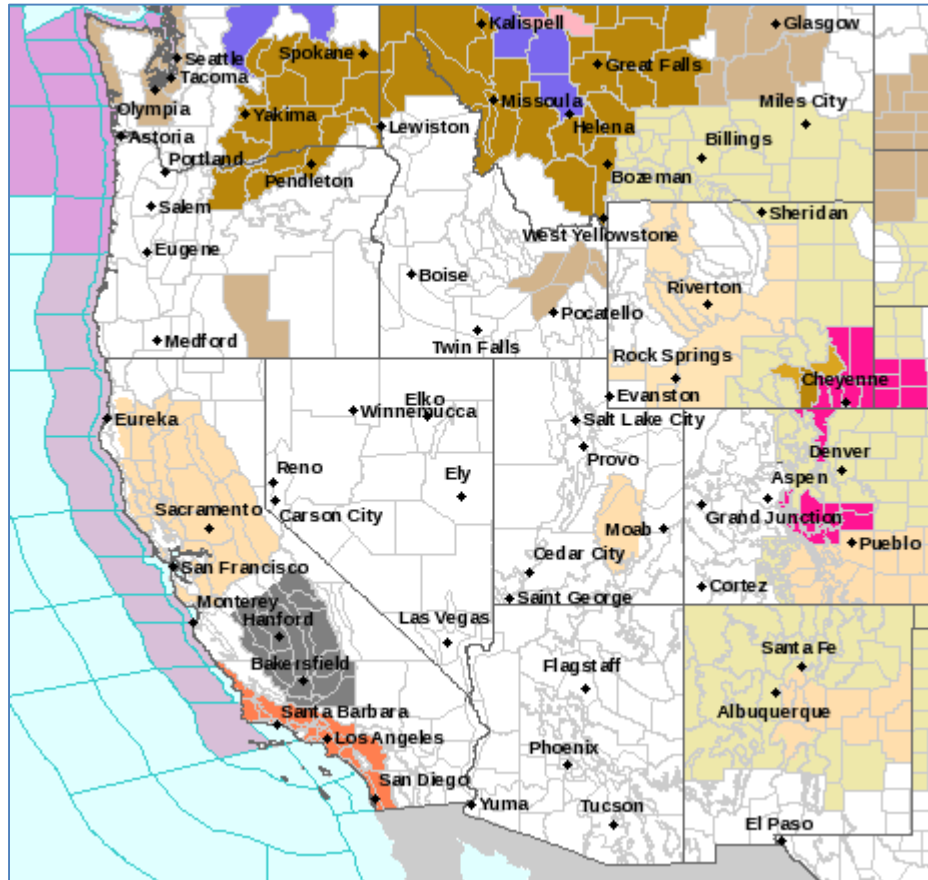 Kalispell
Glasgow
Seattle
Spokane
Great Falls
Tacoma
Missoula
Miles City
Olympia
Yakima
Helena
Astoria
Lewiston
Billings
Portland
Pendleton
Bozeman
Salem
Sheridan
West Yellowstone
Eugene
Boise
Riverton
Pocatello
Medford
Twin Falls
Rock Springs
Cheyenne
Elko
Evanston
Eureka
Winnemucca
Salt Lake City
Provo
Denver
Reno
Ely
Aspen
Sacramento
Carson City
Moab
Grand Junction
Pueblo
San Francisco
Cedar City
Cortez
Monterey
Saint George
Hanford
Las Vegas
Bakersfield
Flagstaff
Santa Fe
Santa Barbara
Albuquerque
Los Angeles
Phoenix
San Diego
Yuma
Tucson
El Paso